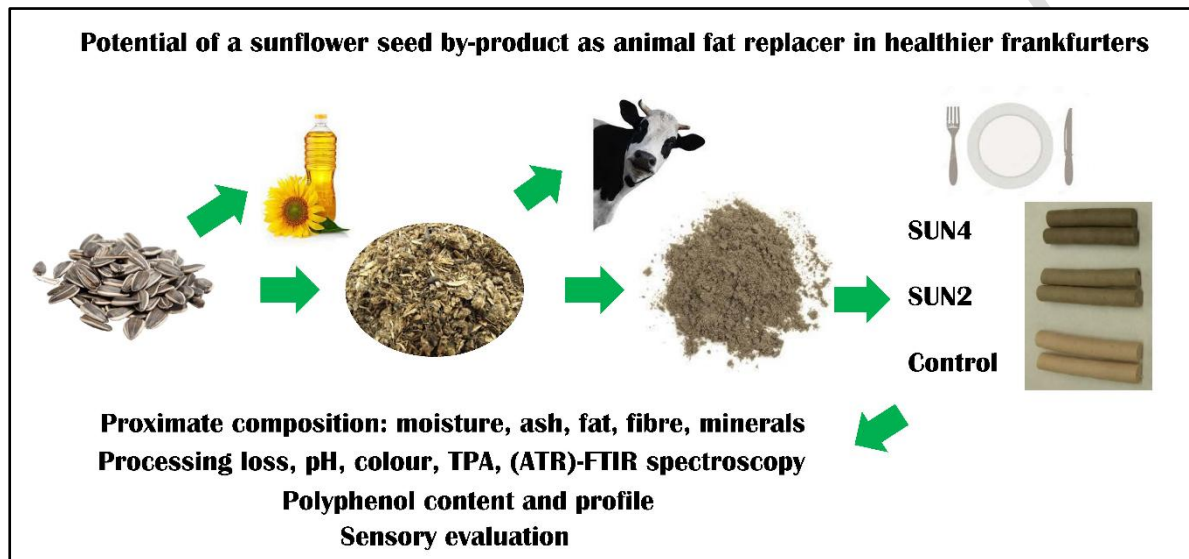 Potential of a sunflower seed by-product as animal fat replacer in healthier frankfurters
SUN4
SUN2
Control
Proximate composition: moisture, ash, fat, fibre, minerals
Processing loss, pH, colour, TPA, (ATR)-FTIR spectroscopy
Polyphenol content and profile
Sensory evaluation